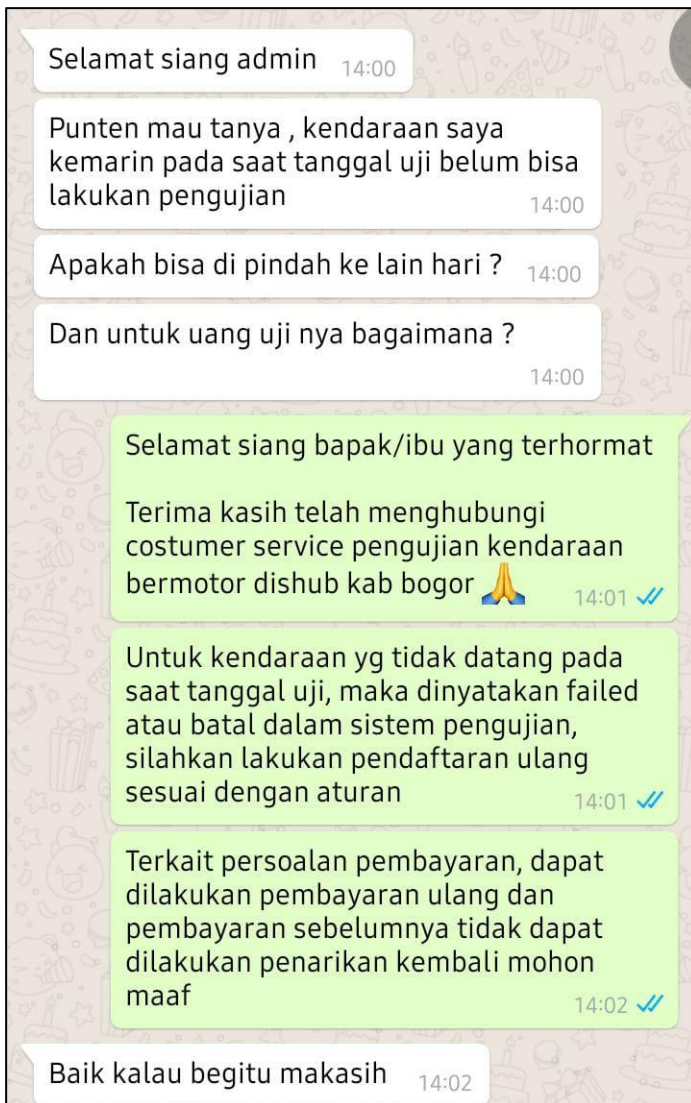 Selamat siang admin 14:00
Punten mau tanya , kendaraan saya
kemarin pada saat tanggal uji belum bisa
lakukan pengujian 14:00
Apakah bisa di pindah ke lain hari ? 14:00
Dan untuk uang uji nya bagaimana ?
14:00
Selamat siang bapak/ibu yang terhormat
Terima kasih telah menghubungi
costumer service pengujian kendaraan
bermotor dishub kab bogor 🙏 14:01
Untuk kendaraan yg tidak datang pada
saat tanggal uji, maka dinyatakan failed
atau batal dalam sistem pengujian,
silahkan lakukan pendaftaran ulang
sesuai dengan aturan 14:01
Terkait persoalan pembayaran, dapat
dilakukan pembayaran ulang dan
pembayaran sebelumnya tidak dapat
dilakukan penarikan kembali mohon
maaf 14:02
Baik kalau begitu makasih 14:02